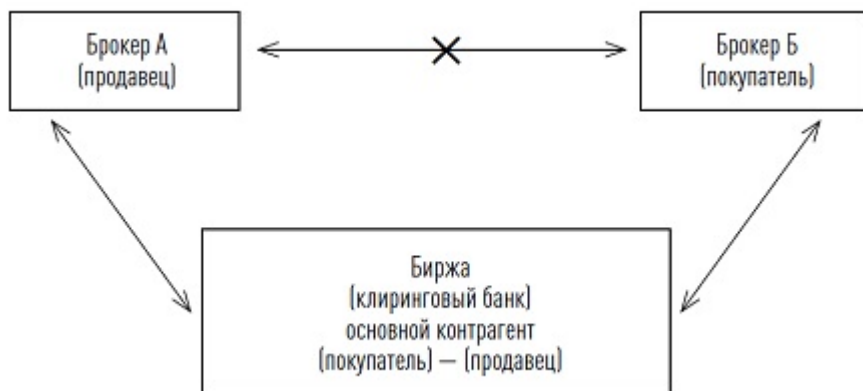 Брокер А
(продавец)
Брокер Б
(покупатель)
Биржа
(клиринговый банк)
основной контрагент
(покупатель) — (продавец)